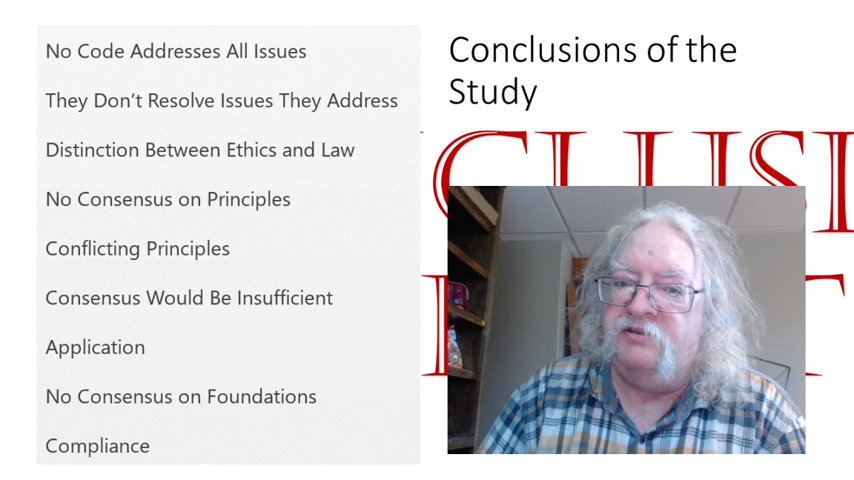 No Code Addresses All Issues
They Don't Resolve Issues They Address
Distinction Between Ethics and Law
No Consensus on Principles
Conflicting Principles
Consensus Would Be Insufficient
Application
No Consensus on Foundations
Compliance
Conclusions of the
Study
CLUSI